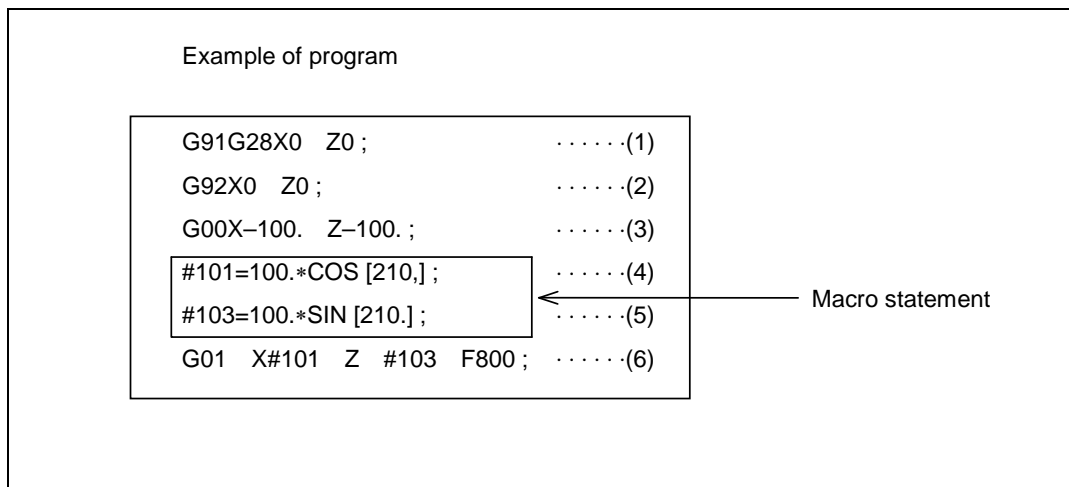 Example of program
G91G28X0 Z0 ; ······(1)
G92X0 Z0 ; ······(2)
G00X–100. Z–100. ; ······(3)
#101=100.∗COS [210,] ; ······(4)
#103=100.∗SIN [210.] ; ······(5)
Macro statement
G01 X#101 Z #103 F800 ; ······(6)